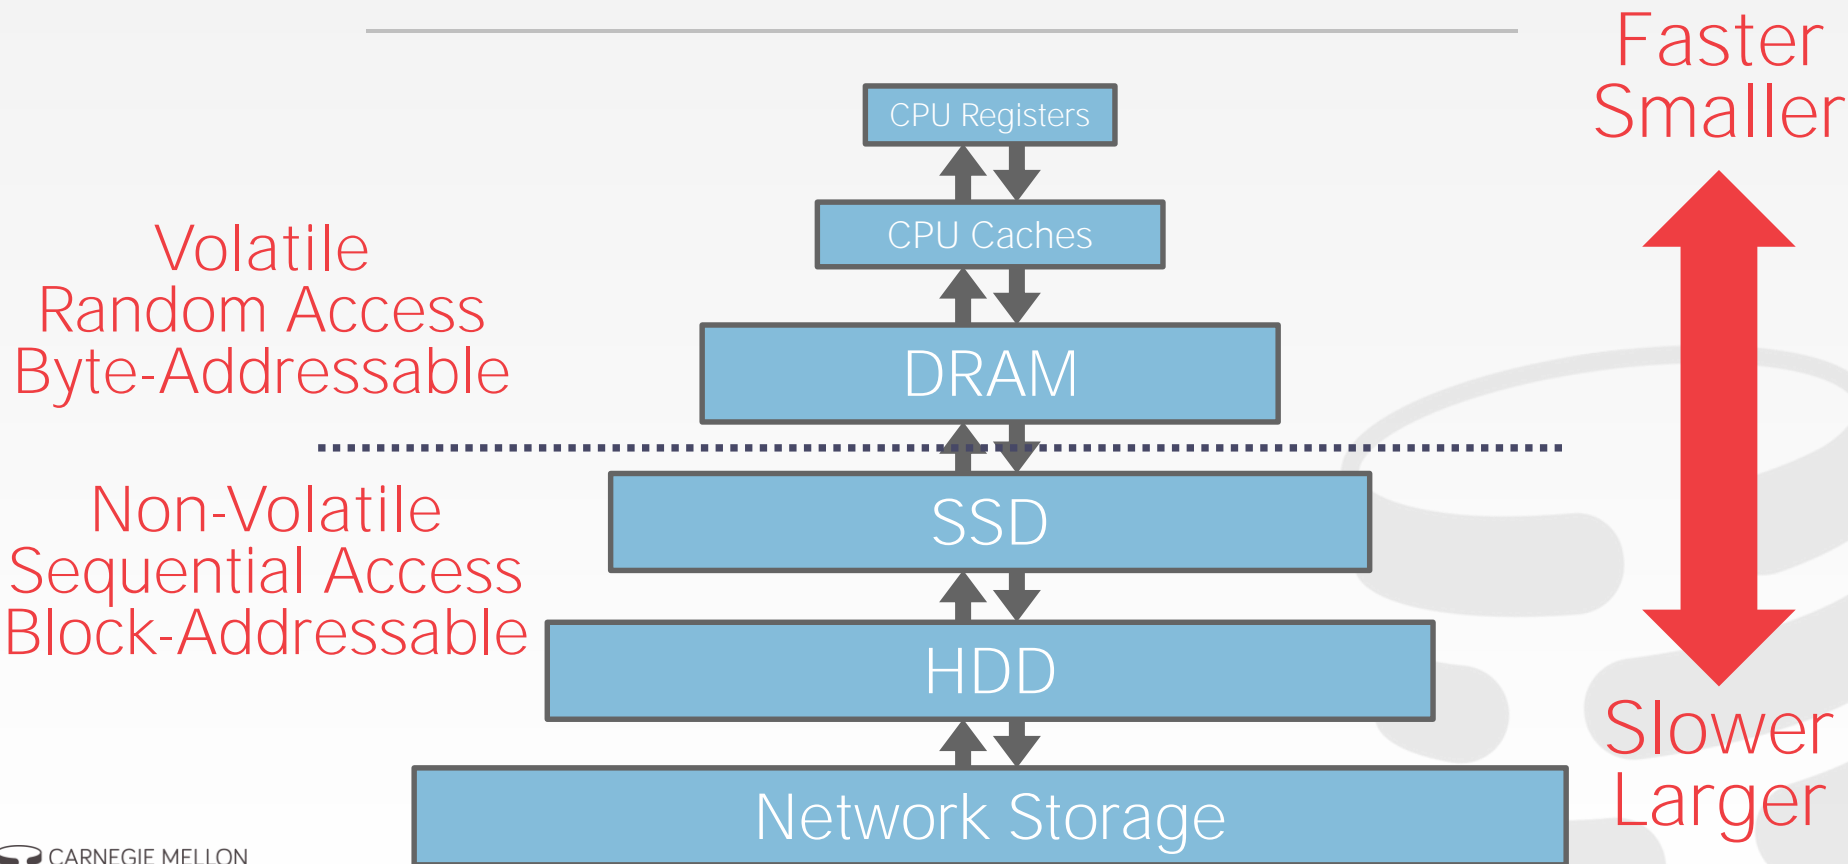 Faster
Smaller
CPU Registers
CPU Caches
Volatile
Random Access
Byte-Addressable
DRAM
Non-Volatile
Sequential Access
Block-Addressable
SSD
HDD
Slower
Larger
Network Storage
CARNEGIE MELLON